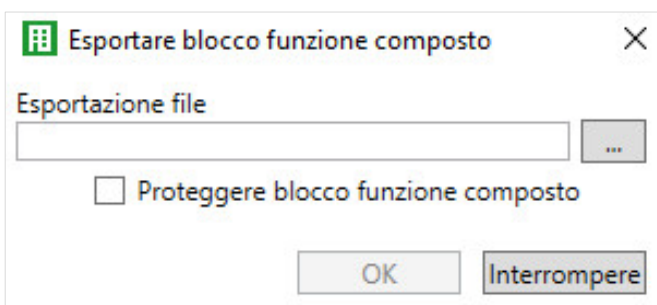 Esportare blocco funzione composto
Esportazione file
...
Proteggere blocco funzione composto
OK
Interrompere